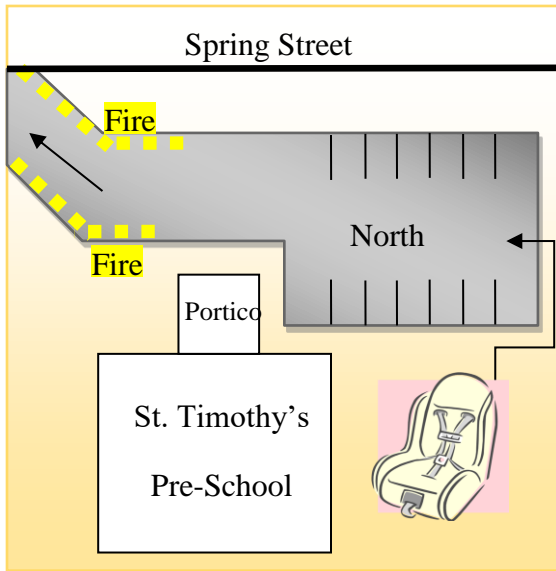 Spring Street
Fire
North
Fire
Portico
St. Timothy’s
Pre-School